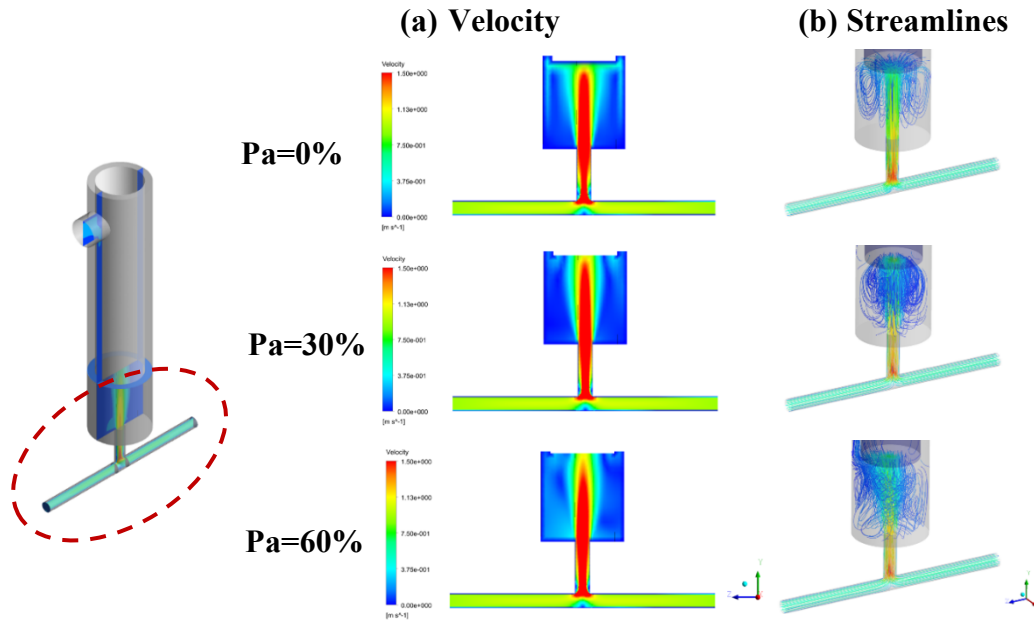 (a) Velocity
(b) Streamlines
Pa=0%
Velocity
1.50e+000
1.13e+000
7.50e-001
3.75e-001
0.00e+000
[m s^-1]
Pa=30%
Velocity
1.50e+000
1.13e+000
7.50e-001
3.75e-001
0.00e+000
[m s^-1]
Pa=60%
Velocity
1.50e+000
1.13e+000
7.50e-001
3.75e-001
0.00e+000
[m s^-1]
Y
Z